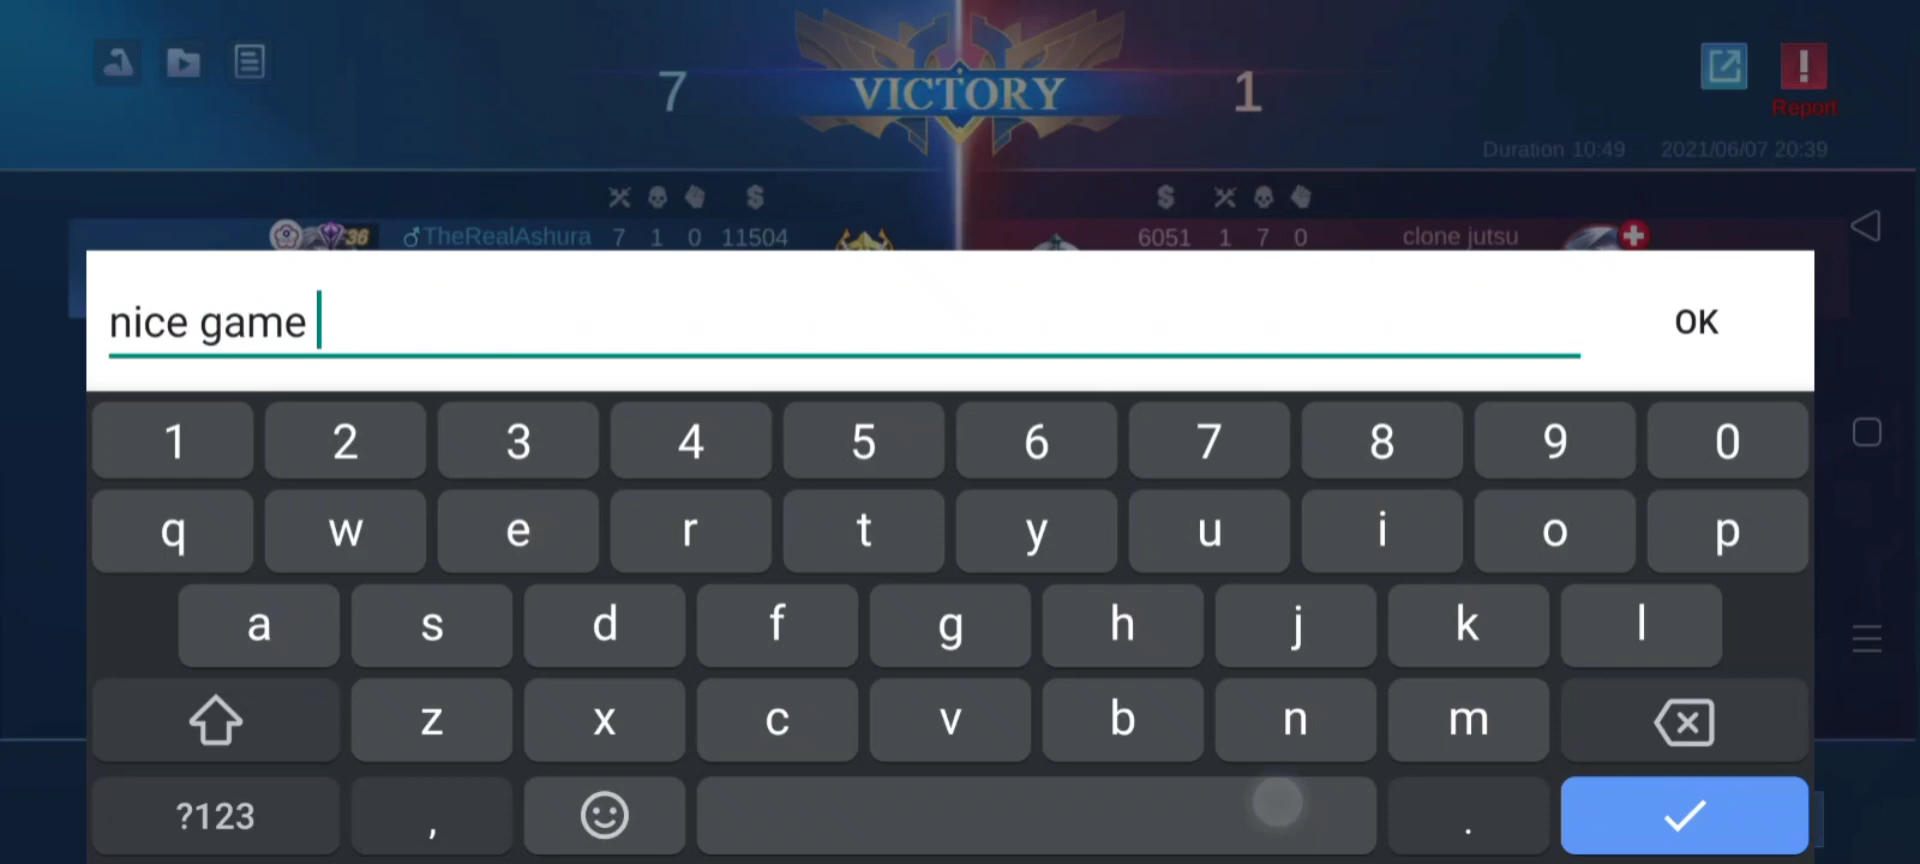 7 VICTORY 1
Report
Duration 10:49 2021/06/07 20:39
$ $
36 ♂TheRealAshura 7 1 0 11504 6051 1 7 0 clone jutsu
nice game OK
1 2 3 4 5 6 7 8 9 0
q w e r t y u i o p
a s d f g h j k l
z x c v b n m
?123 , .